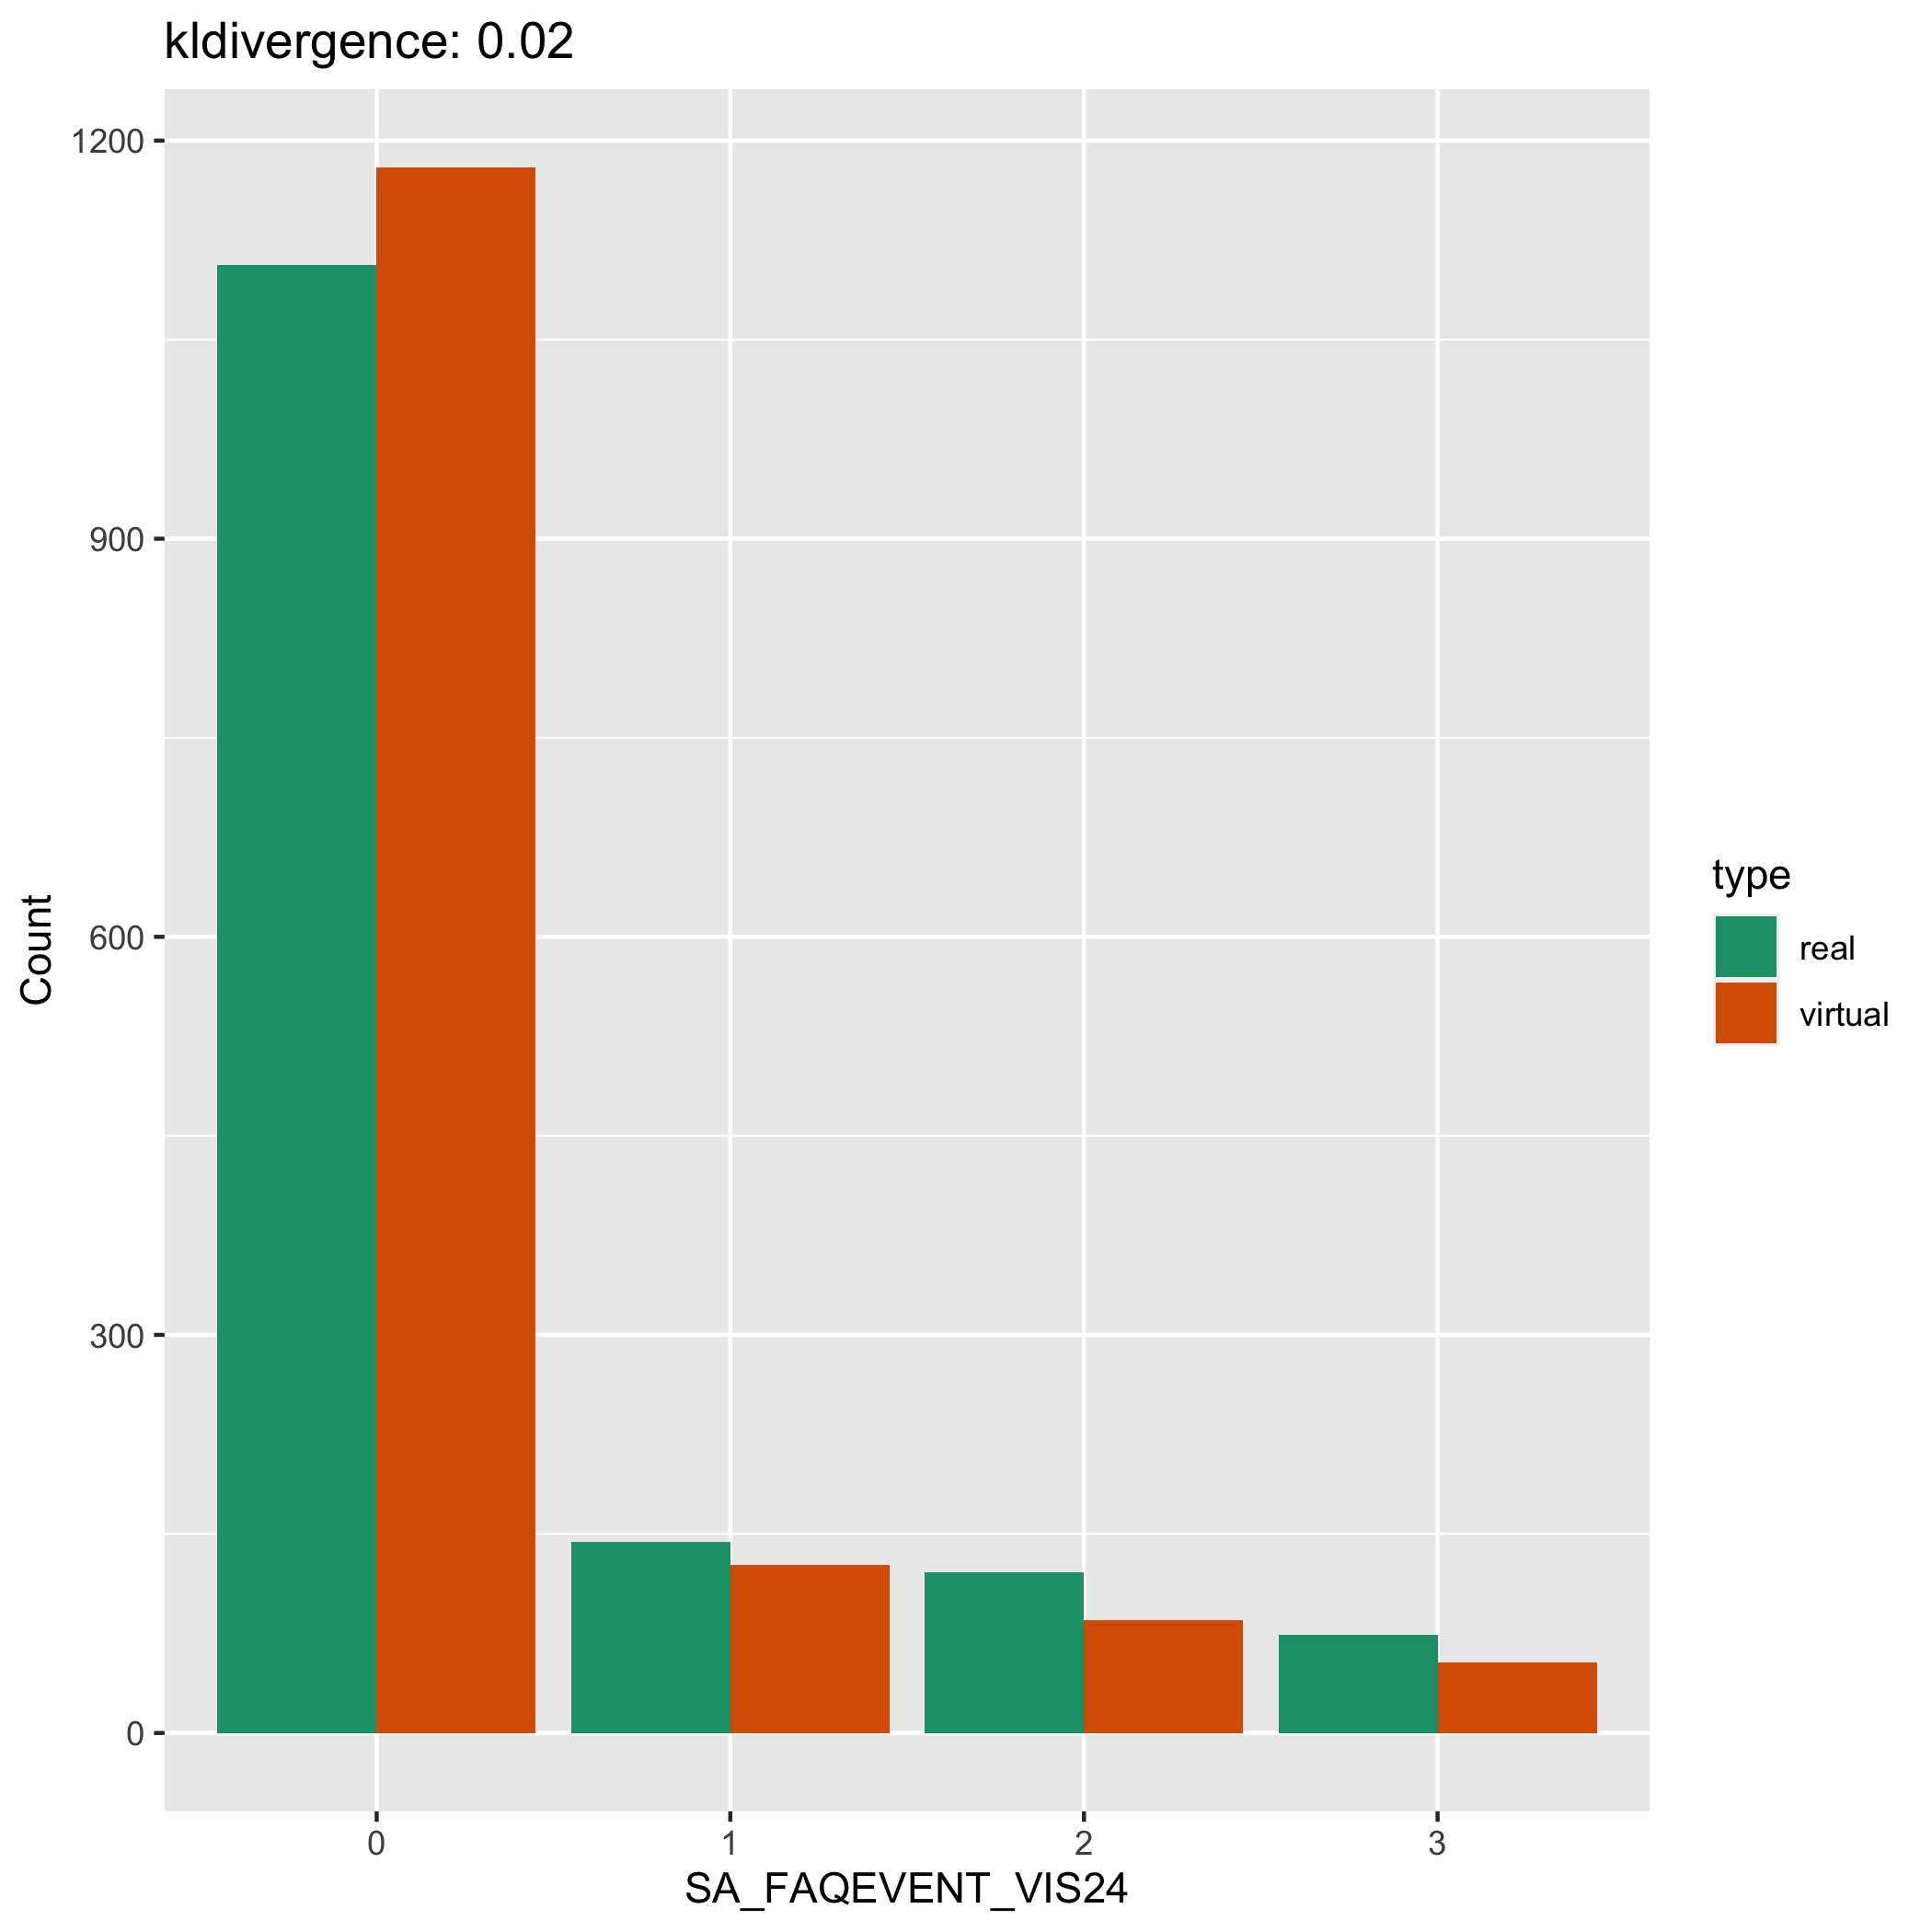 kldivergence: 0.02
1200
900
600
300
0
Count
0 1 2 3
SA_FAQEVENT_VIS24
type
real
virtual